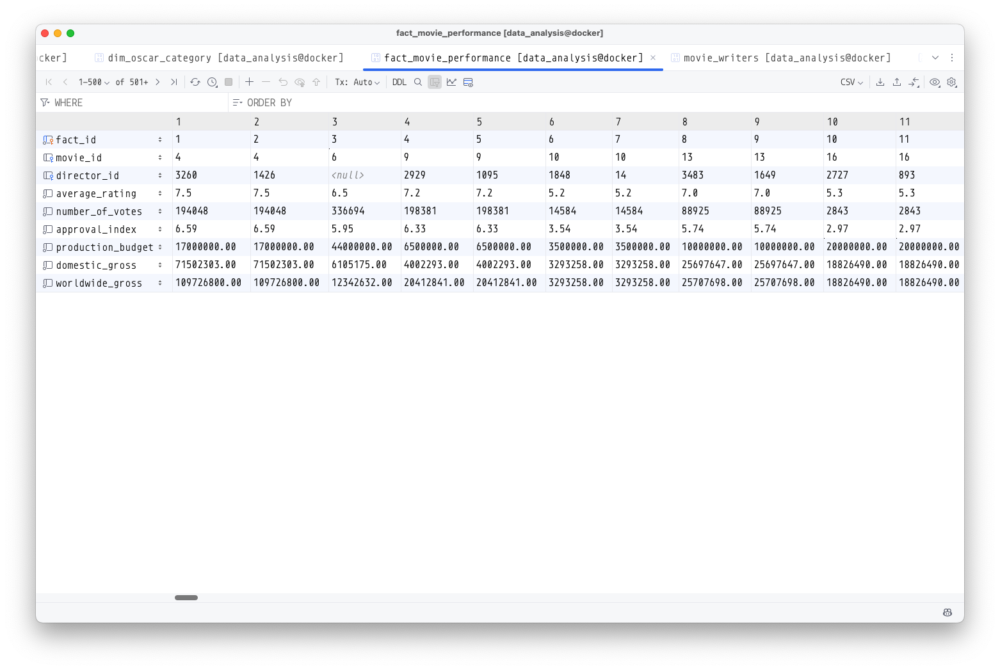 fact_movie_performance [data_analysis@docker]
cker] dim_oscar_category [data_analysis@docker] fact_movie_performance [data_analysis@docker] movie_writers [data_analysis@docker]
1-500 of 501+ Tx: Auto DDL CSV
WHERE ORDER BY
1 2 3 4 5 6 7 8 9 10 11
fact_id 1 2 3 4 5 6 7 8 9 10 11
movie_id 4 4 6 9 9 10 10 13 13 16 16
director_id 3260 1426 <null> 2929 1095 1848 14 3483 1649 2727 893
average_rating 7.5 7.5 6.5 7.2 7.2 5.2 5.2 7.0 7.0 5.3 5.3
number_of_votes 194048 194048 336694 198381 198381 14584 14584 88925 88925 2843 2843
approval_index 6.59 6.59 5.95 6.33 6.33 3.54 3.54 5.74 5.74 2.97 2.97
production_budget 17000000.00 17000000.00 44000000.00 6500000.00 6500000.00 3500000.00 3500000.00 10000000.00 10000000.00 20000000.00 20000000.00
domestic_gross 71502303.00 71502303.00 6105175.00 4002293.00 4002293.00 3293258.00 3293258.00 25697647.00 25697647.00 18826490.00 18826490.00
worldwide_gross 109726800.00 109726800.00 12342632.00 20412841.00 20412841.00 3293258.00 3293258.00 25707698.00 25707698.00 18826490.00 18826490.00